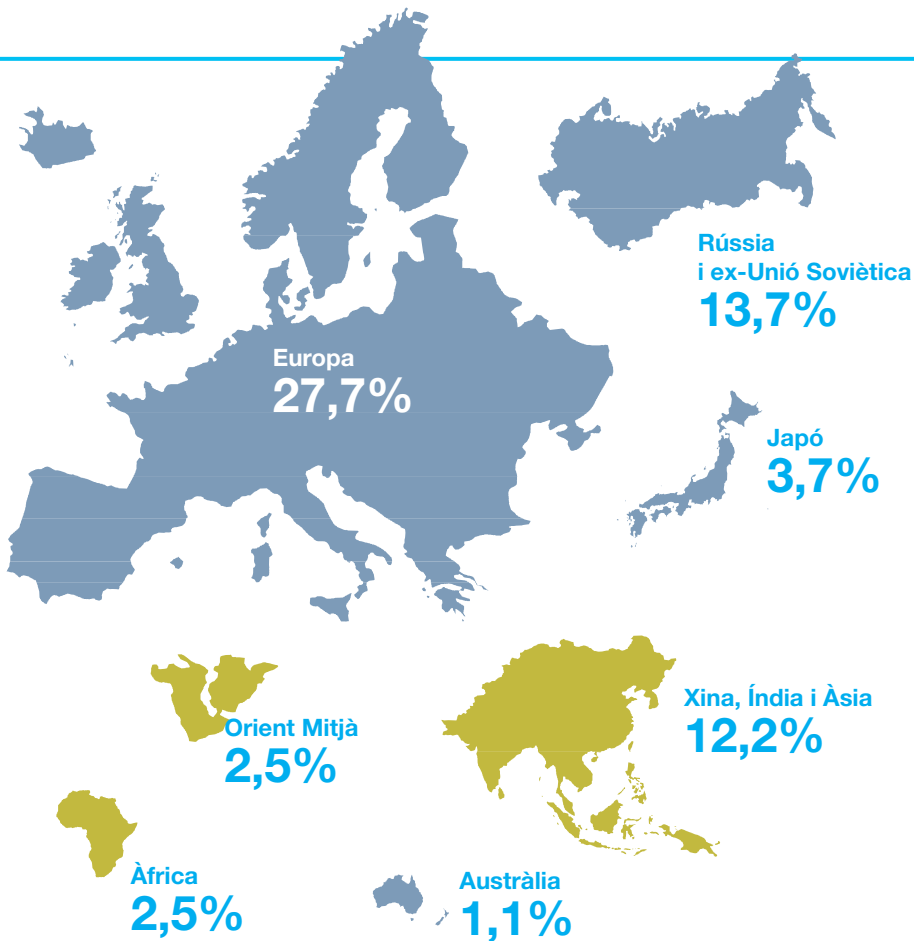 Rússia
i ex-Unió Soviètica
13,7%
Europa
27,7%
Japó
3,7%
Xina, Índia i Àsia
12,2%
Orient Mitjà
2,5%
Àfrica
2,5%
Austràlia
1,1%